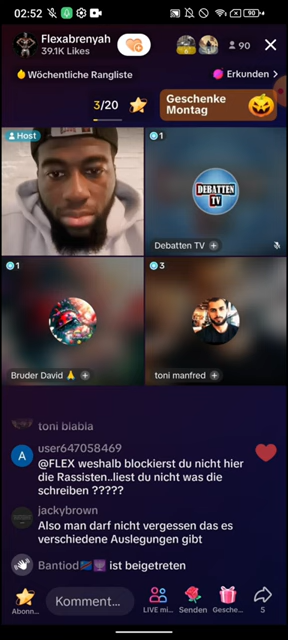 02:52
90
Flexabrenyah
39.1K Likes
90
Wöchentliche Rangliste
Erkunden >
3/20
Geschenke
Montag
Host
1
DEBATTEN
TV
Debatten TV +
1
3
Bruder David 🙏 +
toni manfred +
toni blabla
A
user647058469
@FLEX weshalb blockierst du nicht hier
die Rassisten..liest du nicht was die
schreiben ?????
jackybrown
Also man darf nicht vergessen das es
verschiedene Auslegungen gibt
Bantiod ist beigetreten
Abonn...
Komment...
LIVE mi...
Senden
Gesche...
5